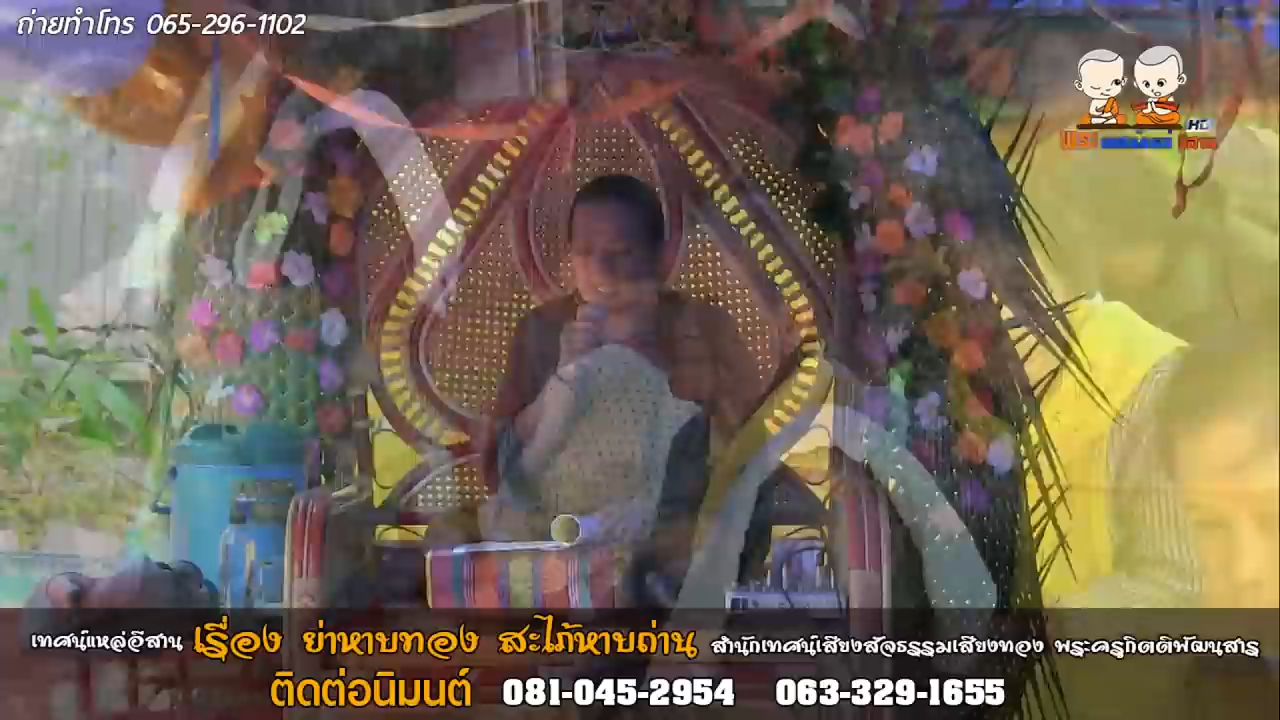 ถ่ายทำโทร 065-296-1102
HD
เทศน์แหล่อีสาน เรื่อง ย่าหาบทอง สะใภ้หาบถ่าน สำนักเทศน์เสียงสัจธรรมเสียงทอง พระครูกิตติพัฒนสาร
ติดต่อนิมนต์ 081-045-2954 063-329-1655